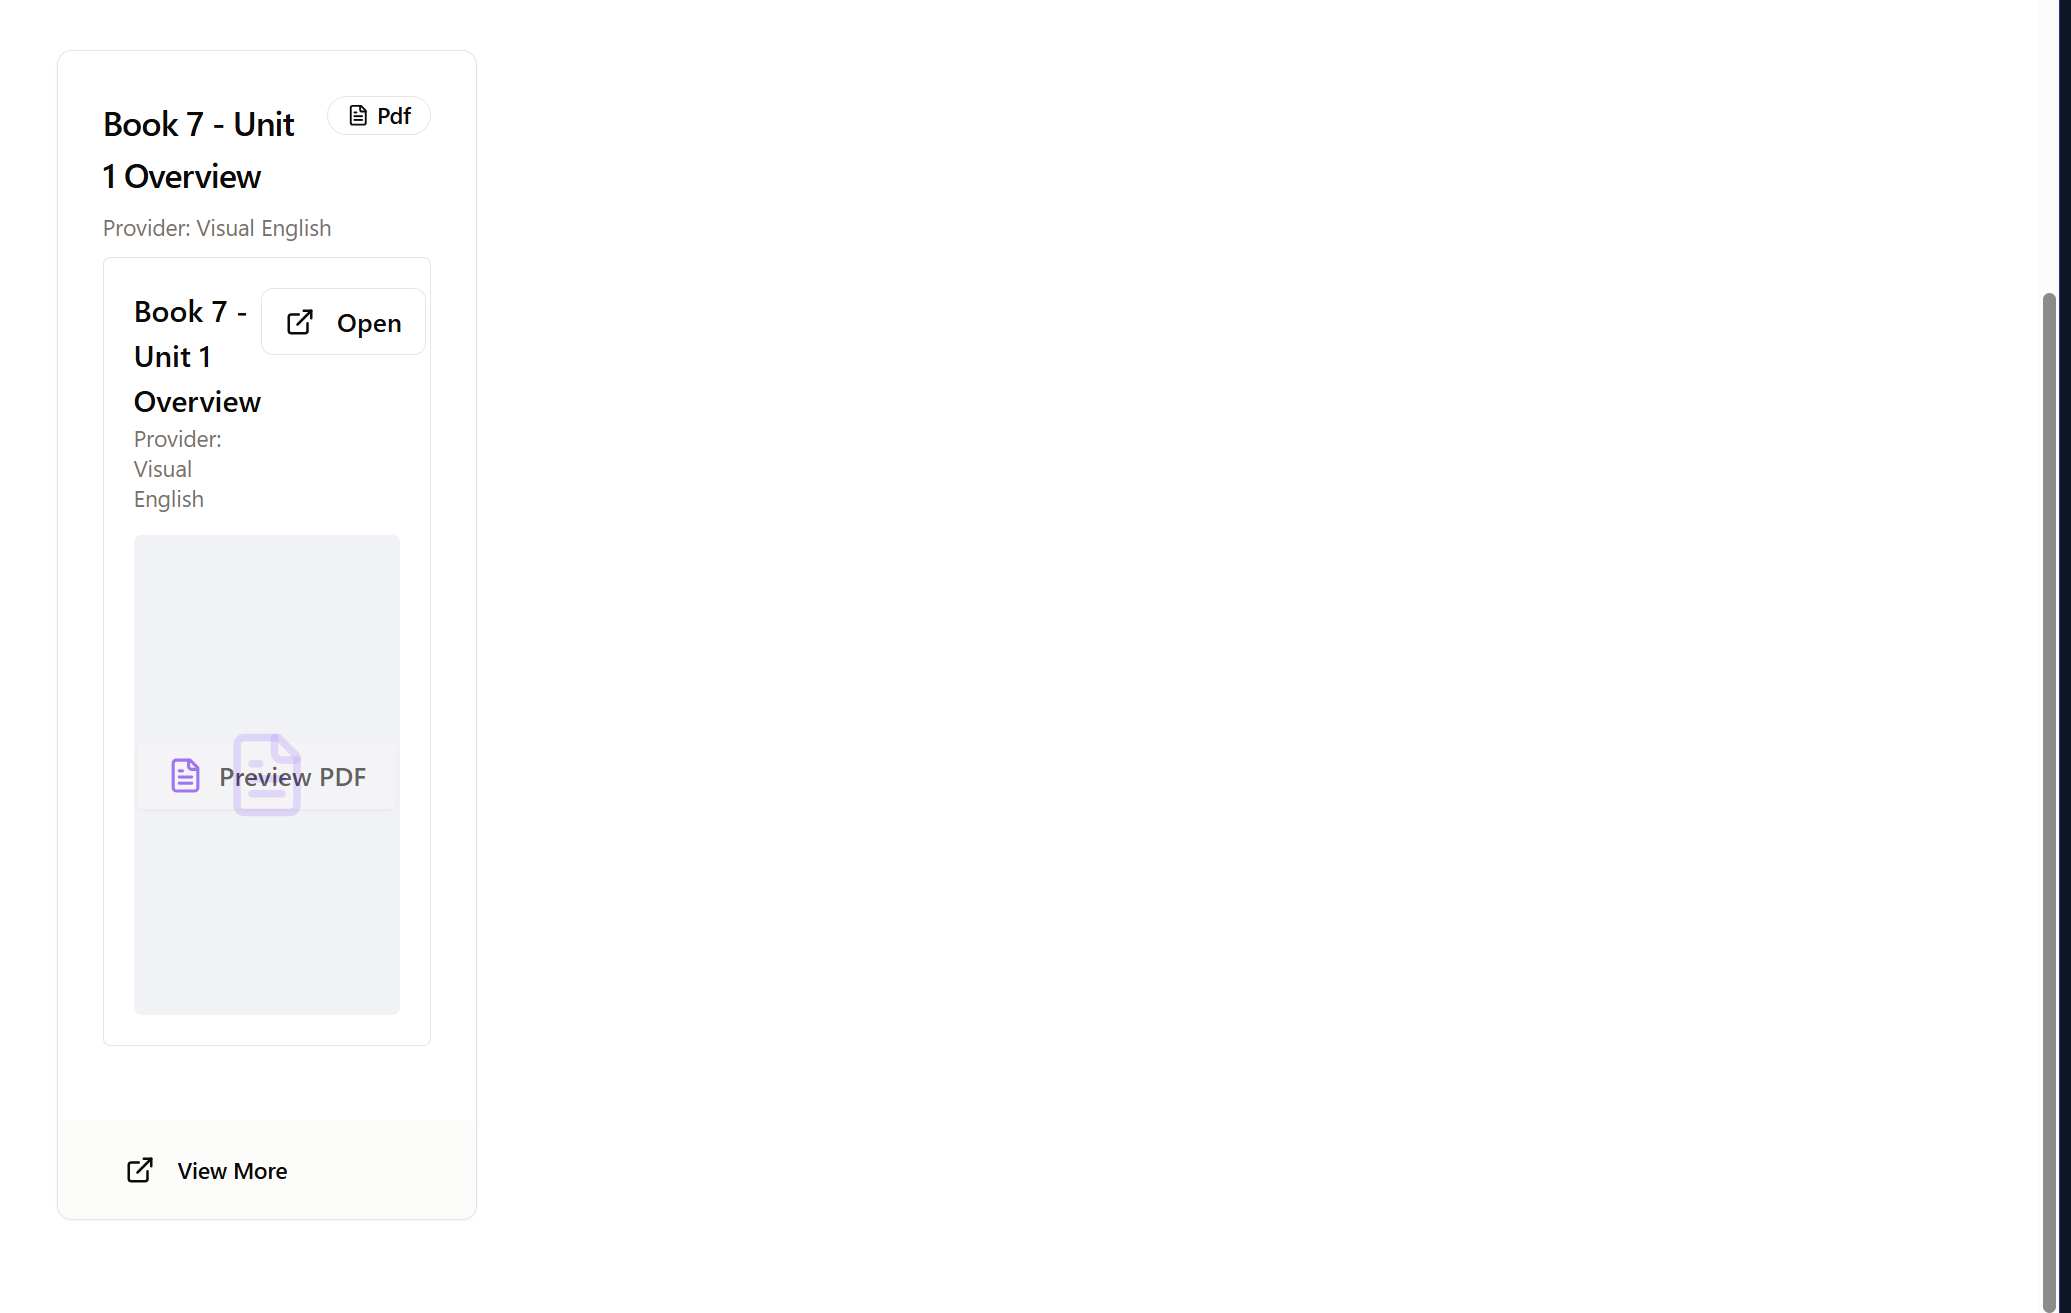 Book 7 - Unit
1 Overview
Pdf
Provider: Visual English
Book 7 -
Unit 1
Overview
Open
Provider:
Visual
English
Preview PDF
View More